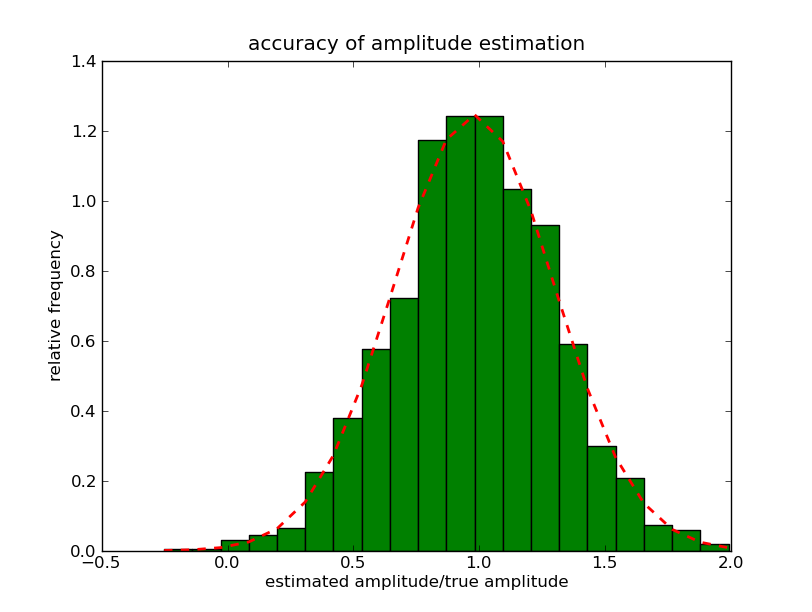 accuracy of amplitude estimation
1.4
1.2
1.0
0.8
0.6
0.4
0.2
0.0
relative frequency
−0.5 0.0 0.5 1.0 1.5 2.0
estimated amplitude/true amplitude